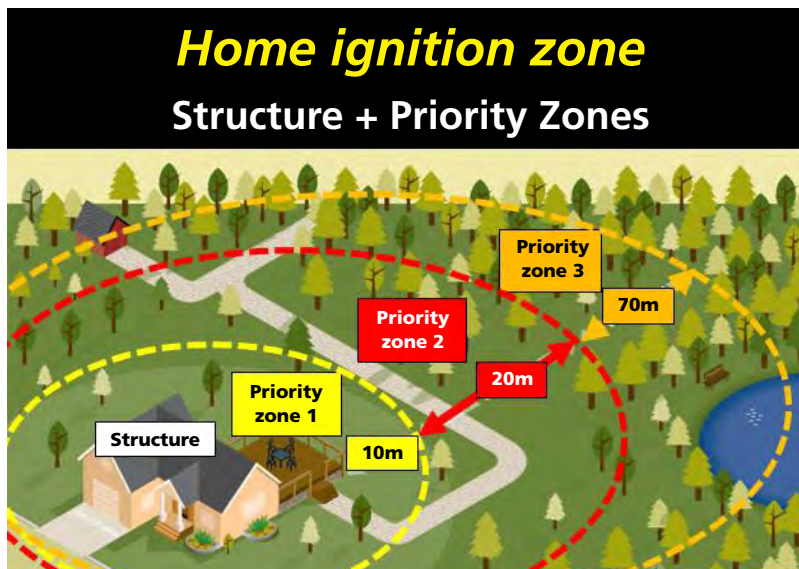 Home ignition zone
Structure + Priority Zones
Priority
zone 3
70m
Priority
zone 2
20m
Priority
zone 1
Structure
10m